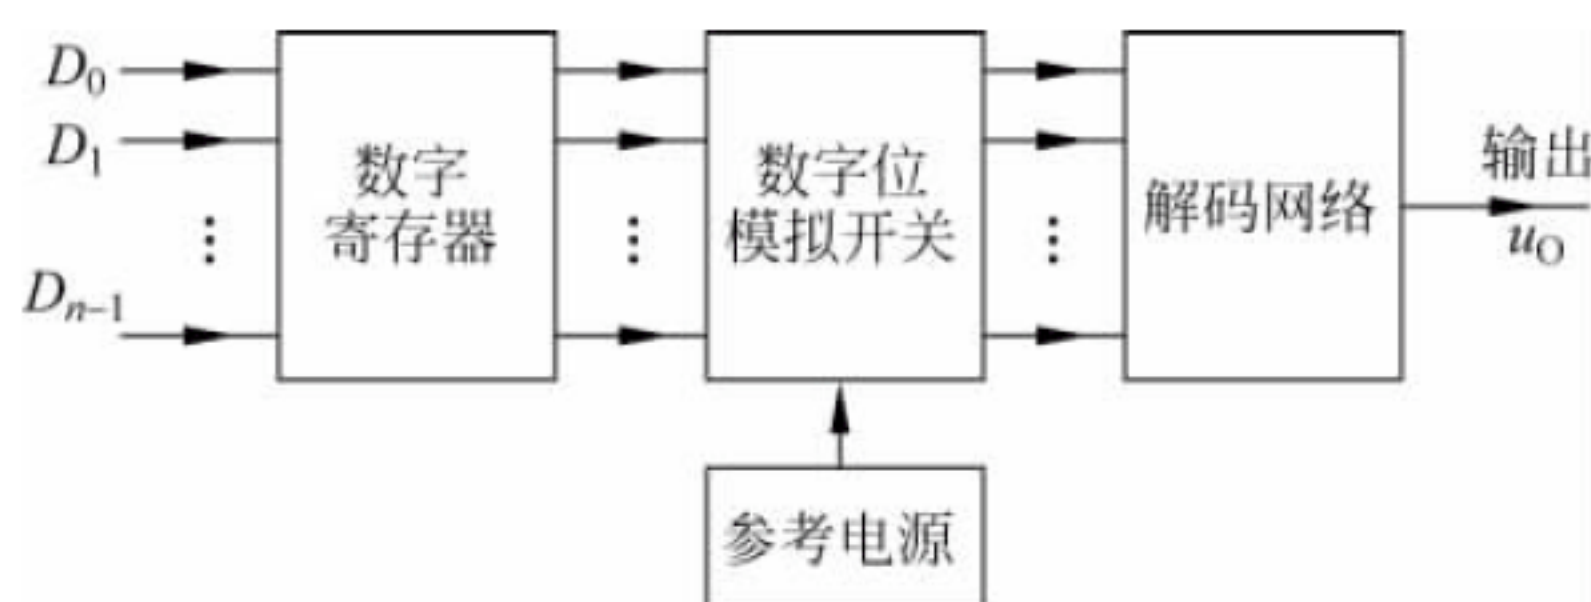 D₀
D₁
⋮
Dₙ₋₁
数字
寄存器
⋮
数字位
模拟开关
⋮
解码网络
输出
u_O
参考电源